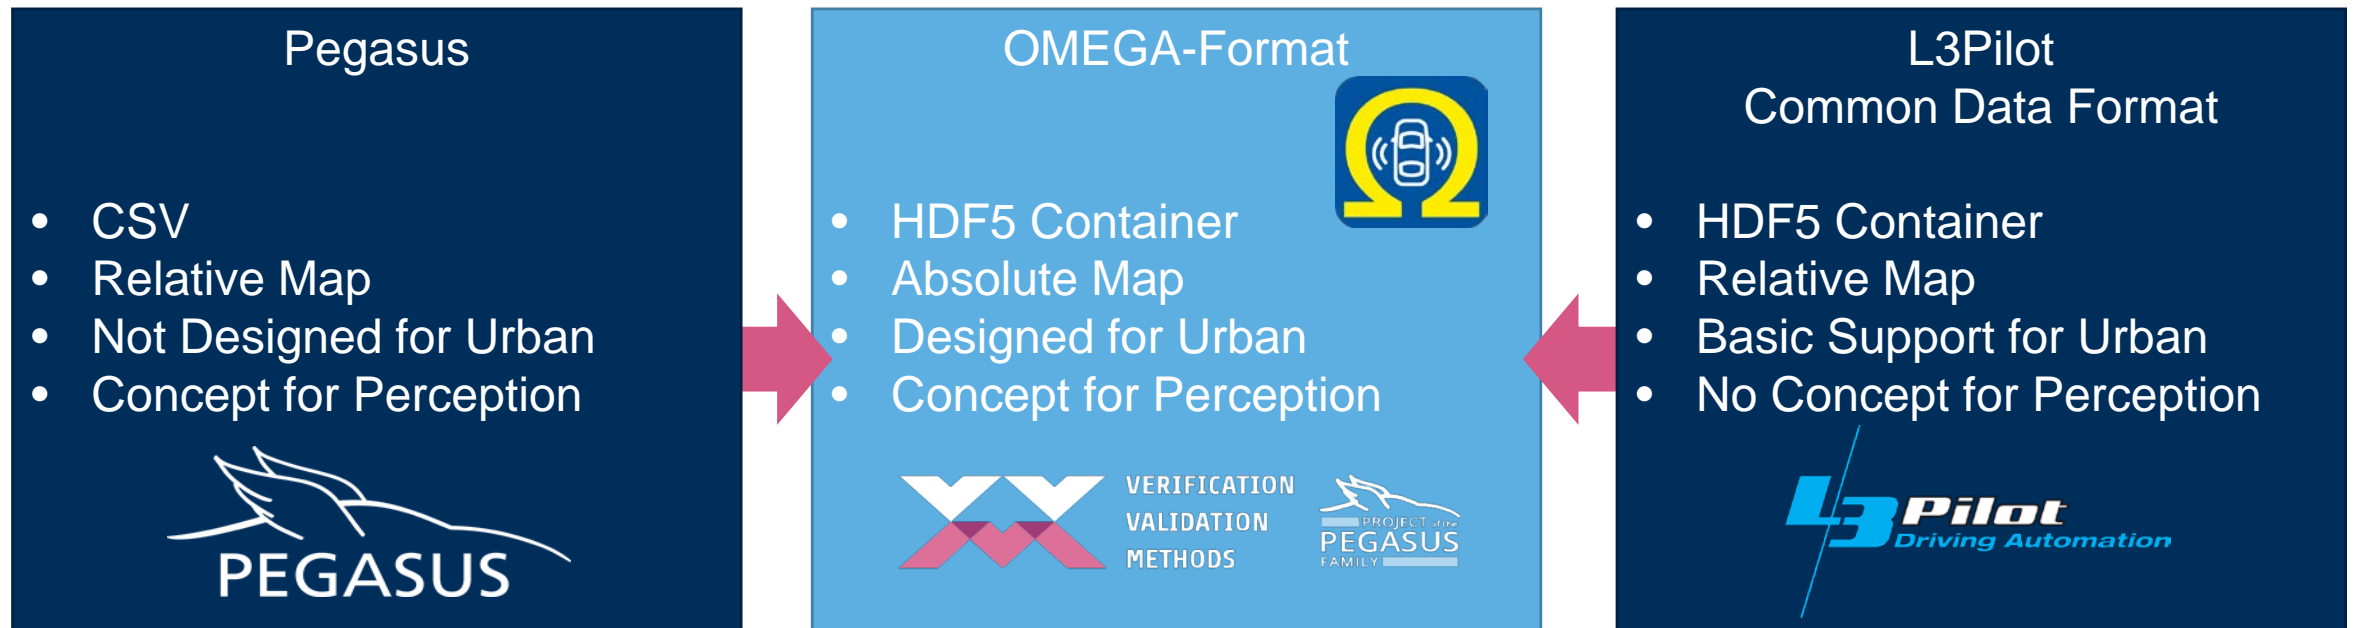 Pegasus
• CSV
• Relative Map
• Not Designed for Urban
• Concept for Perception
PEGASUS
OMEGA-Format
• HDF5 Container
• Absolute Map
• Designed for Urban
• Concept for Perception
VERIFICATION
VALIDATION
METHODS
PROJECT of the
PEGASUS
FAMILY
L3Pilot
Common Data Format
• HDF5 Container
• Relative Map
• Basic Support for Urban
• No Concept for Perception
L3Pilot
Driving Automation